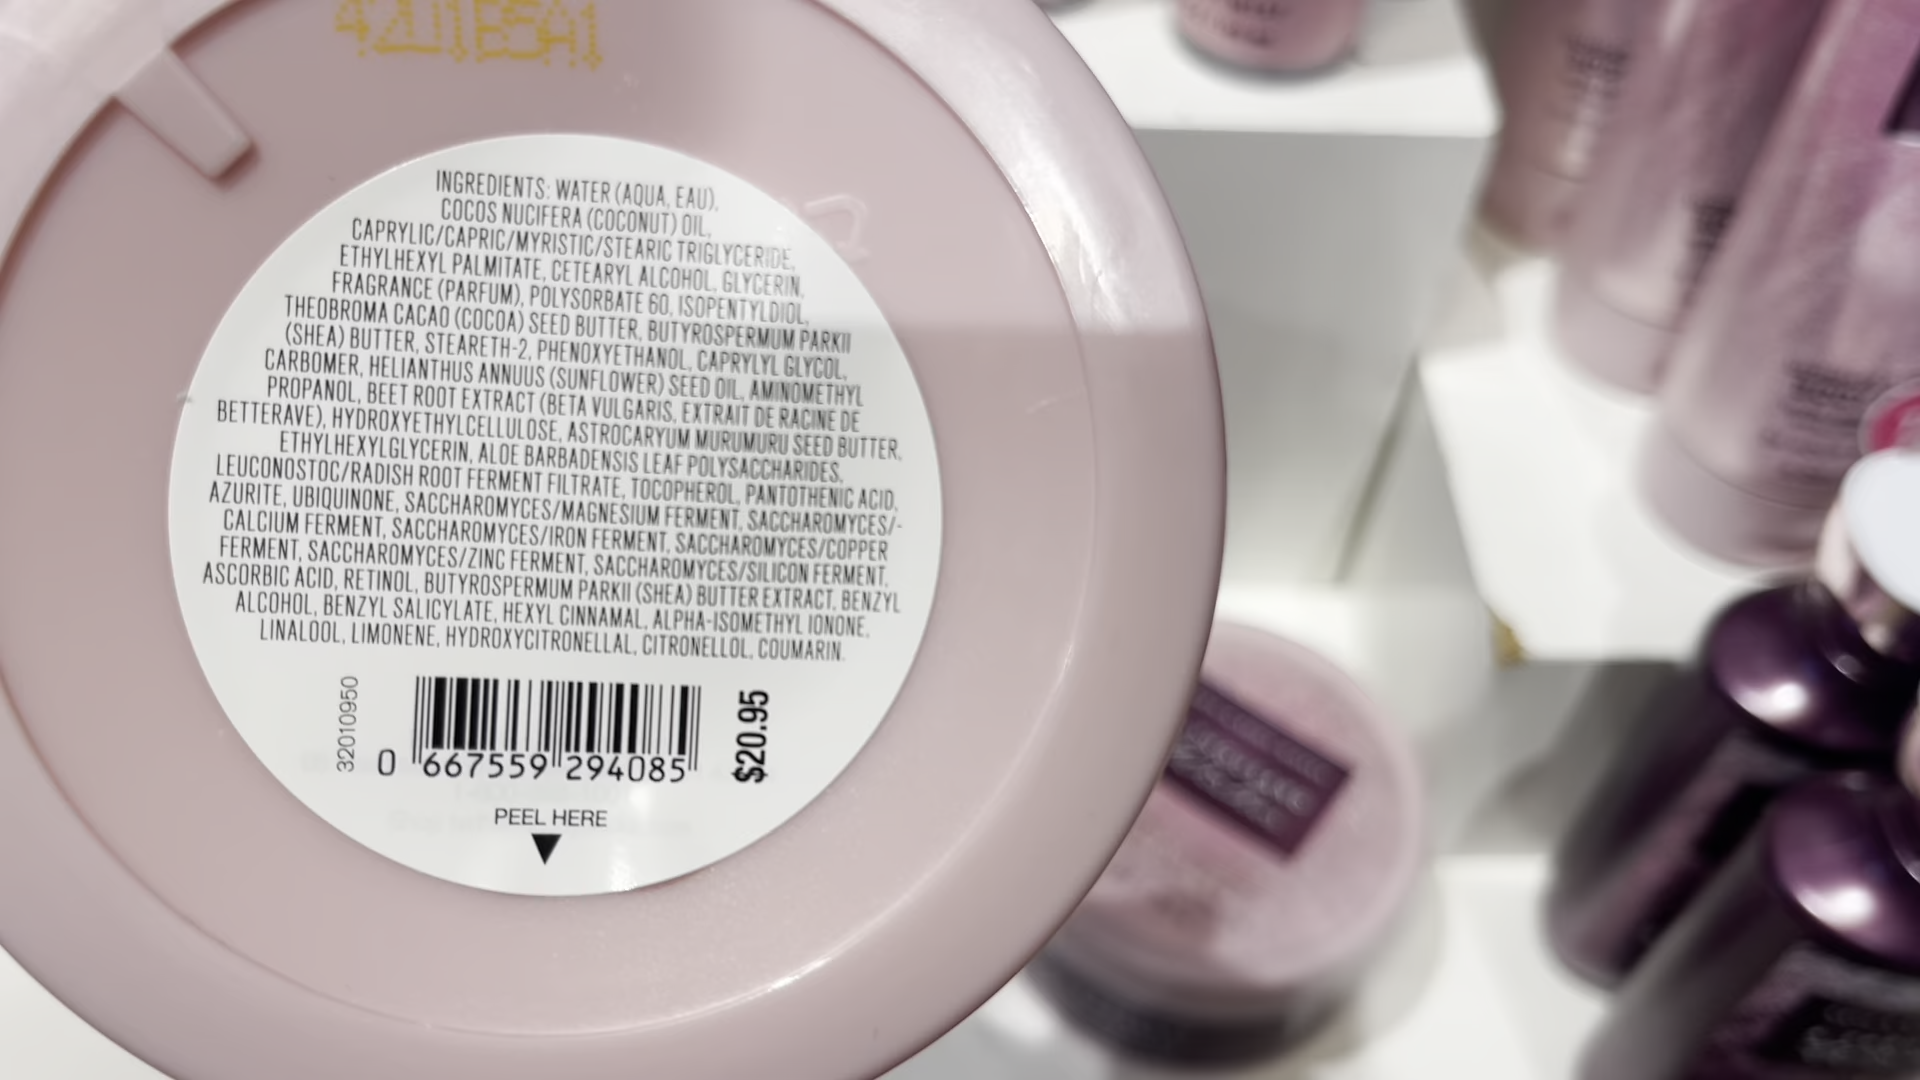 INGREDIENTS: WATER (AQUA, EAU),
COCOS NUCIFERA (COCONUT) OIL,
CAPRYLIC/CAPRIC/MYRISTIC/STEARIC TRIGLYCERIDE,
ETHYLHEXYL PALMITATE, CETEARYL ALCOHOL, GLYCERIN,
FRAGRANCE (PARFUM), POLYSORBATE 60, ISOPENTYLDIOL,
THEOBROMA CACAO (COCOA) SEED BUTTER, BUTYROSPERMUM PARKII
(SHEA) BUTTER, STEARETH-2, PHENOXYETHANOL, CAPRYLYL GLYCOL,
CARBOMER, HELIANTHUS ANNUUS (SUNFLOWER) SEED OIL, AMINOMETHYL
PROPANOL, BEET ROOT EXTRACT (BETA VULGARIS, EXTRAIT DE RACINE DE
BETTERAVE), HYDROXYETHYLCELLULOSE, ASTROCARYUM MURUMURU SEED BUTTER,
ETHYLHEXYLGLYCERIN, ALOE BARBADENSIS LEAF POLYSACCHARIDES,
LEUCONOSTOC/RADISH ROOT FERMENT FILTRATE, TOCOPHEROL, PANTOTHENIC ACID,
AZURITE, UBIQUINONE, SACCHAROMYCES/MAGNESIUM FERMENT, SACCHAROMYCES/-
CALCIUM FERMENT, SACCHAROMYCES/IRON FERMENT, SACCHAROMYCES/COPPER
FERMENT, SACCHAROMYCES/ZINC FERMENT, SACCHAROMYCES/SILICON FERMENT,
ASCORBIC ACID, RETINOL, BUTYROSPERMUM PARKII (SHEA) BUTTER EXTRACT, BENZYL
ALCOHOL, BENZYL SALICYLATE, HEXYL CINNAMAL, ALPHA-ISOMETHYL IONONE,
LINALOOL, LIMONENE, HYDROXYCITRONELLAL, CITRONELLOL, COUMARIN.
32010950
0 667559 294085
$20.95
PEEL HERE